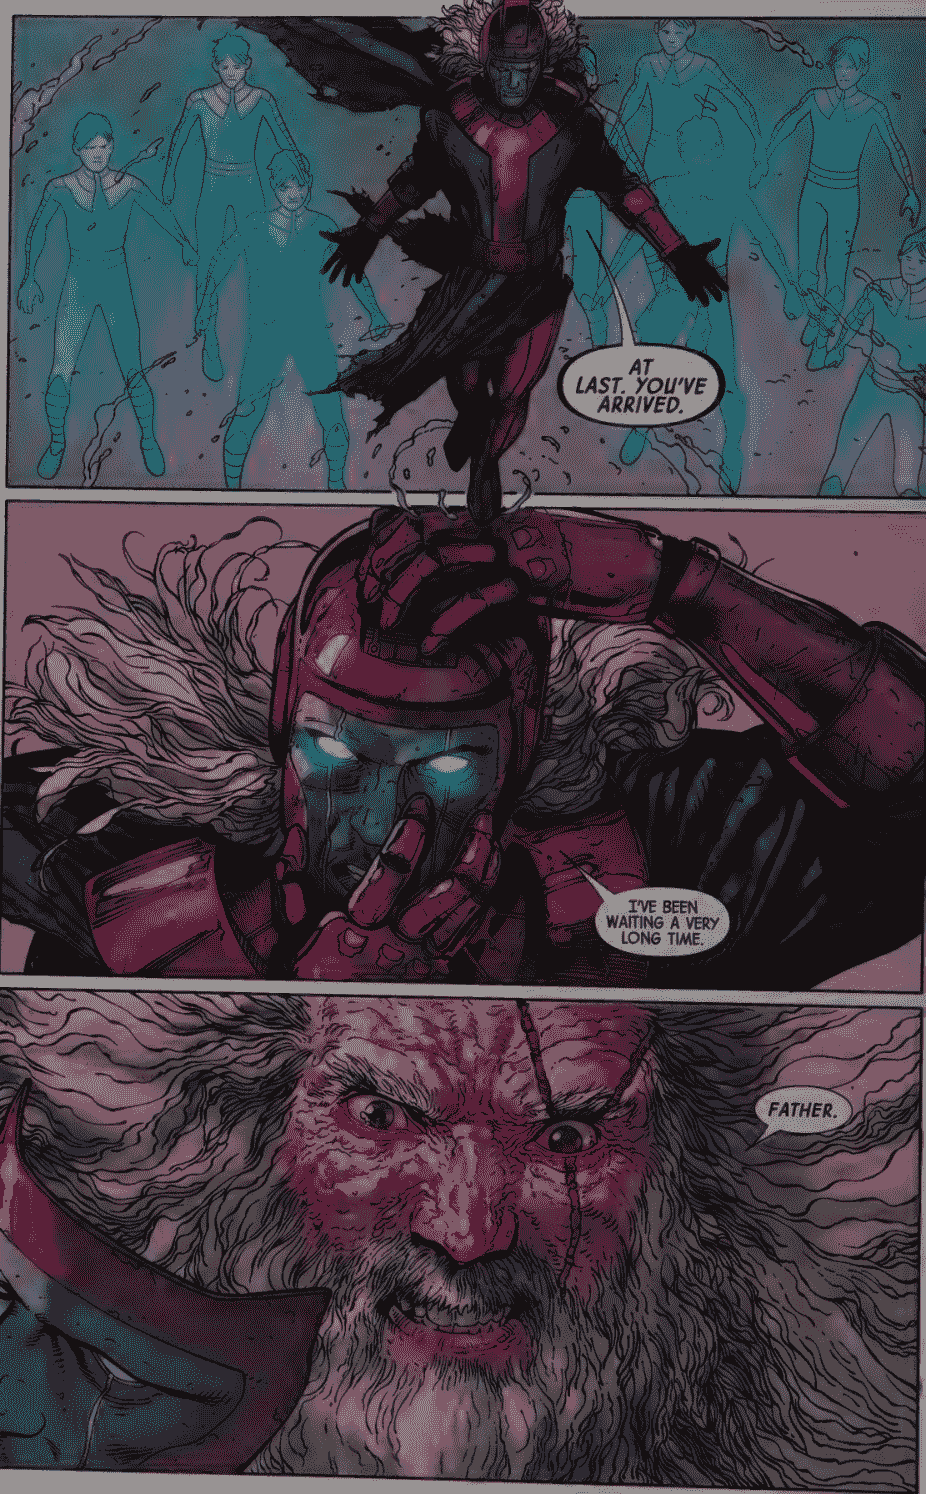 AT
LAST. YOU'VE
ARRIVED.
I'VE BEEN
WAITING A VERY
LONG TIME.
FATHER.